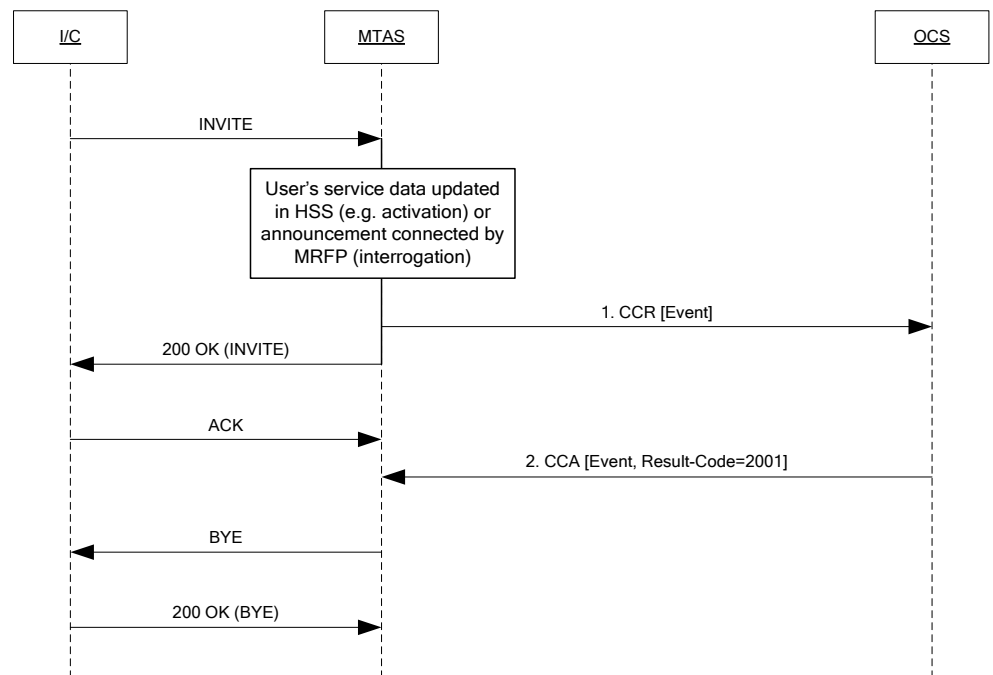 I/C
MTAS
OCS
INVITE
User's service data updated
in HSS (e.g. activation) or
announcement connected by
MRFP (interrogation)
1. CCR [Event]
200 OK (INVITE)
ACK
2. CCA [Event, Result-Code=2001]
BYE
200 OK (BYE)